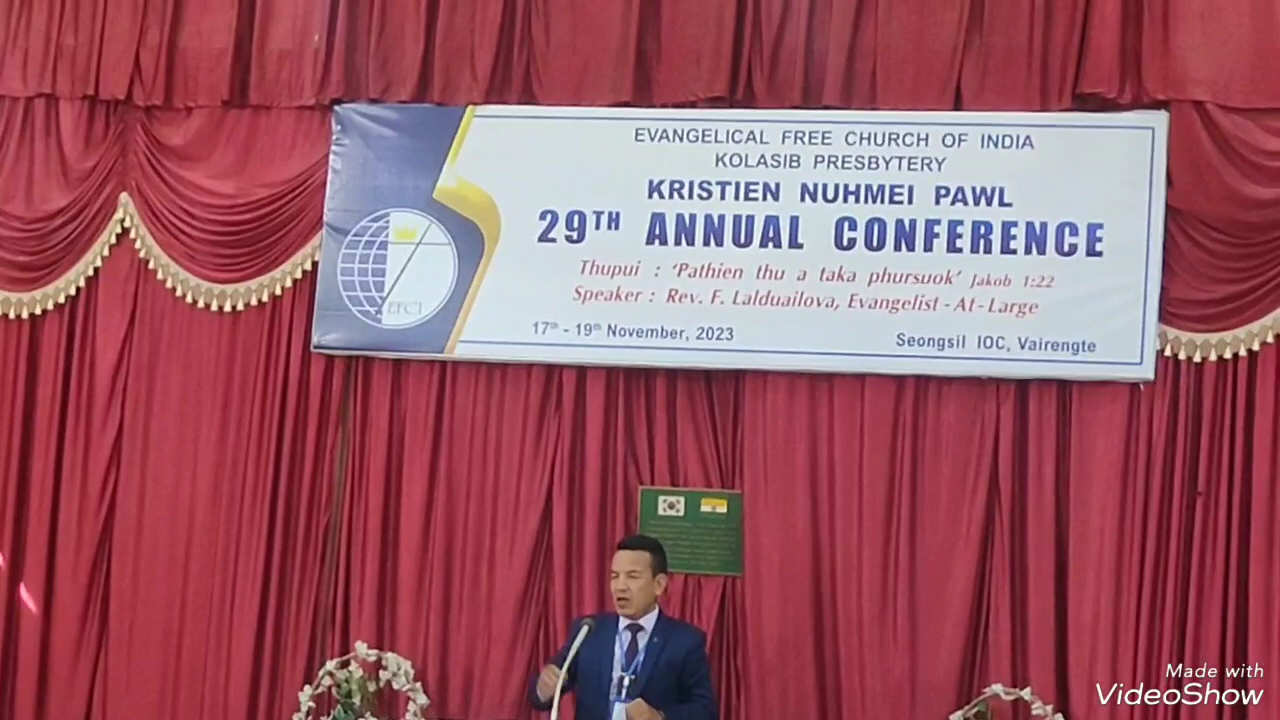 EVANGELICAL FREE CHURCH OF INDIA
KOLASIB PRESBYTERY
KRISTIEN NUHMEI PAWL
29TH ANNUAL CONFERENCE
Thupui : 'Pathien thu a taka phursuok' Jakob 1:22
Speaker : Rev. F. Lalduailova, Evangelist - At - Large
17th - 19th November, 2023
Seongsil IOC, Vairengte
EFCI
Made with
VideoShow